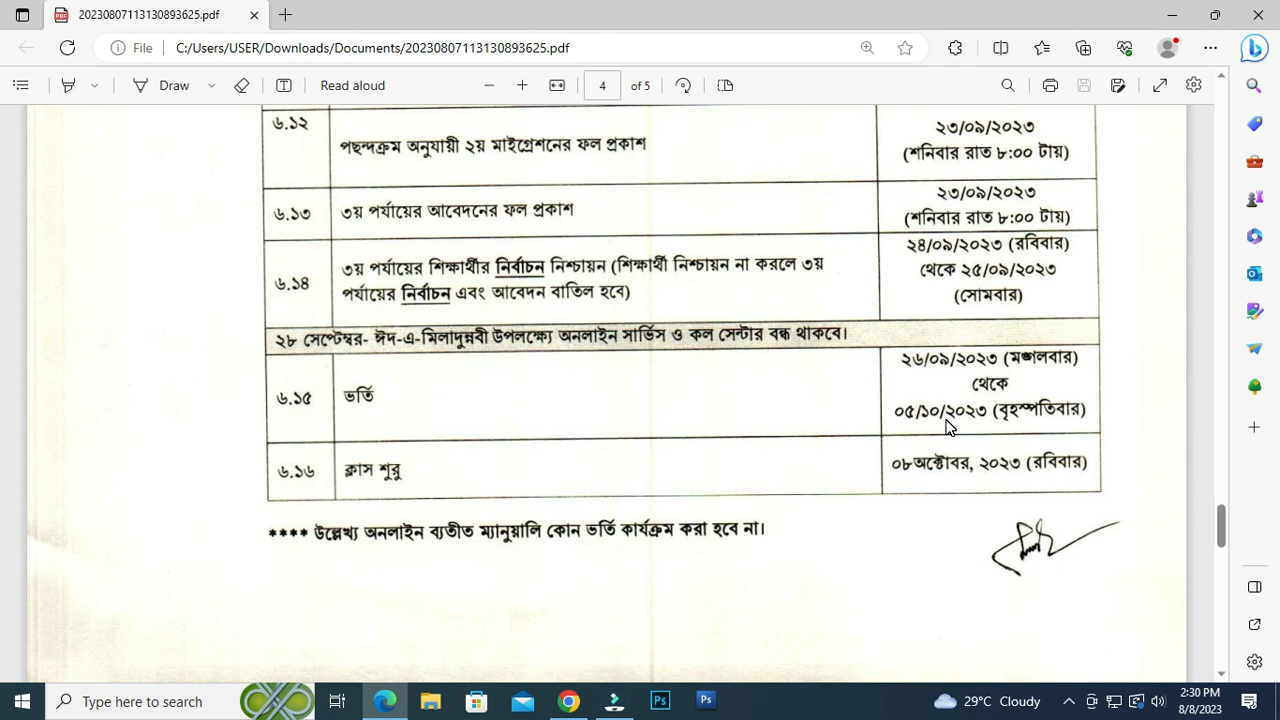 20230807113130893625.pdf
File C:/Users/USER/Downloads/Documents/20230807113130893625.pdf
Draw Read aloud 4 of 5
৬.১২ পছন্দক্রম অনুযায়ী ২য় মাইগ্রেশনের ফল প্রকাশ ২৩/০৯/২০২৩
(শনিবার রাত ৮:০০ টায়)
৬.১৩ ৩য় পর্যায়ের আবেদনের ফল প্রকাশ ২৩/০৯/২০২৩
(শনিবার রাত ৮:০০ টায়)
৬.১৪ ৩য় পর্যায়ের শিক্ষার্থীর নির্বাচন নিশ্চায়ন (শিক্ষার্থী নিশ্চায়ন না করলে ৩য়
পর্যায়ের নির্বাচন এবং আবেদন বাতিল হবে)
২৪/০৯/২০২৩ (রবিবার)
থেকে ২৫/০৯/২০২৩
(সোমবার)
২৮ সেপ্টেম্বর- ঈদ-এ-মিলাদুন্নবী উপলক্ষ্যে অনলাইন সার্ভিস ও কল সেন্টার বন্ধ থাকবে।
৬.১৫ ভর্তি ২৬/০৯/২০২৩ (মঙ্গলবার)
থেকে
০৫/১০/২০২৩ (বৃহস্পতিবার)
৬.১৬ ক্লাস শুরু ০৮অক্টোবর, ২০২৩ (রবিবার)
**** উল্লেখ্য অনলাইন ব্যতীত ম্যানুয়ালি কোন ভর্তি কার্যক্রম করা হবে না।
Type here to search 29°C Cloudy 2:30 PM
8/8/2023